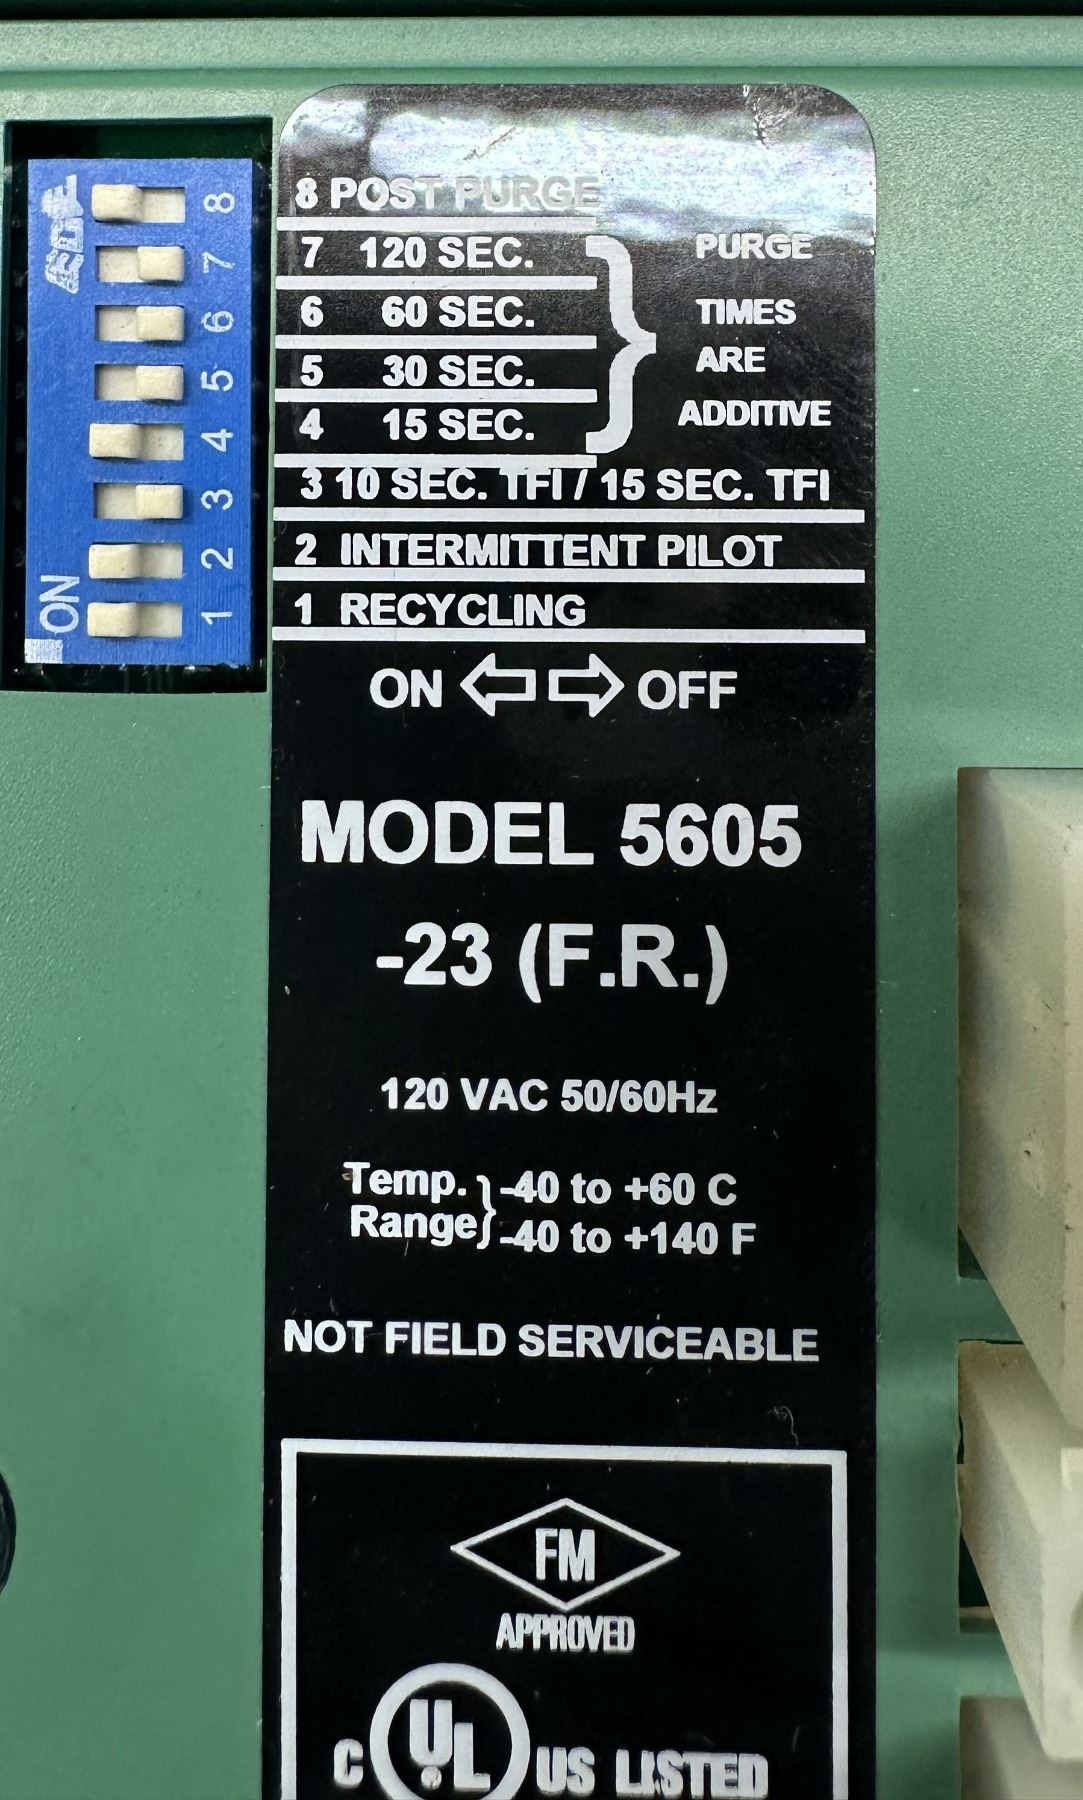 8
7
6
5
4
3
2
1
ON
8 POST PURGE
7 120 SEC.
6 60 SEC.
5 30 SEC.
4 15 SEC.
PURGE
TIMES
ARE
ADDITIVE
3 10 SEC. TFI / 15 SEC. TFI
2 INTERMITTENT PILOT
1 RECYCLING
ON OFF
MODEL 5605
-23 (F.R.)
120 VAC 50/60Hz
Temp. Range} -40 to +60 C
-40 to +140 F
NOT FIELD SERVICEABLE
FM
APPROVED
C UL US LISTED